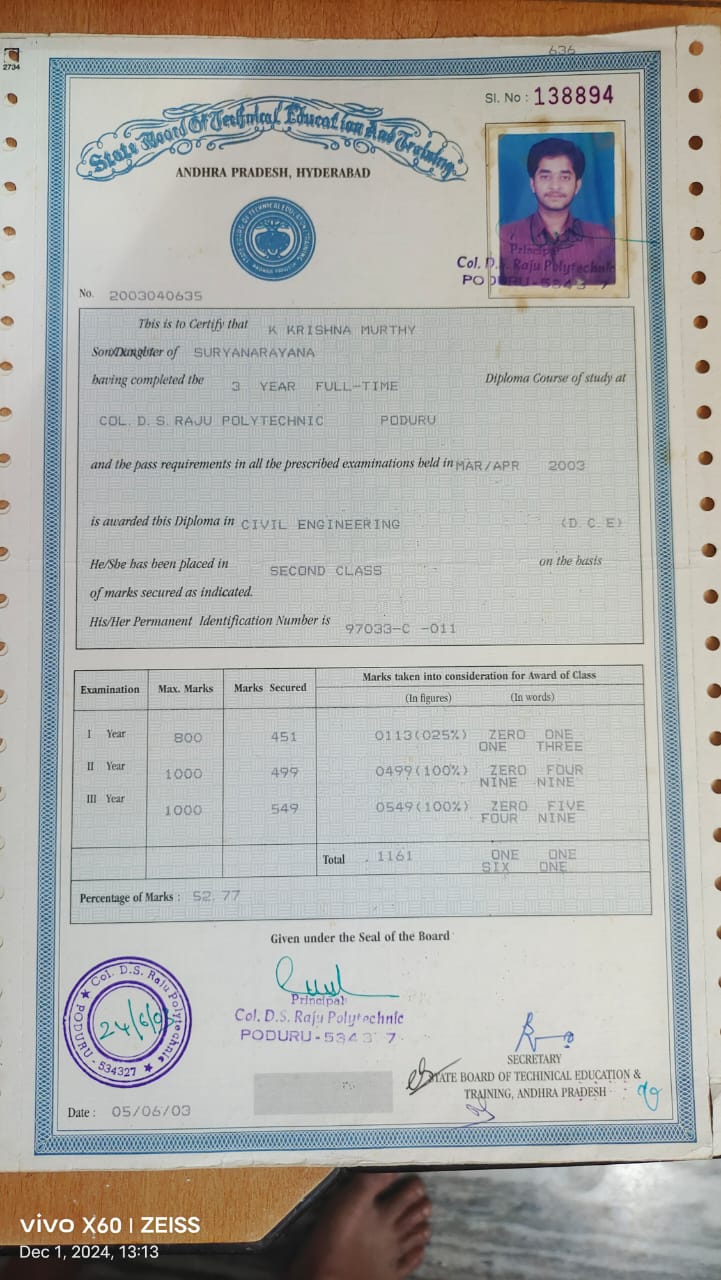 636
2734
Sl. No : 138894
State Board Of Technical Education And Training
ANDHRA PRADESH, HYDERABAD
Principal
Col. D.S. Raju Polytechnic
No. 2003040635
This is to Certify that K KRISHNA MURTHY
Son/Daughter of SURYANARAYANA
having completed the 3 YEAR FULL-TIME Diploma Course of study at
COL. D. S. RAJU POLYTECHNIC PODURU
and the pass requirements in all the prescribed examinations held in MAR/APR 2003
is awarded this Diploma in CIVIL ENGINEERING (D C E)
He/She has been placed in SECOND CLASS on the basis
of marks secured as indicated.
His/Her Permanent Identification Number is 97033-C -011
Examination Max. Marks Marks Secured Marks taken into consideration for Award of Class
(In figures) (In words)
I Year 800 451 0113(025%) ZERO ONE
ONE THREE
II Year 1000 499 0499(100%) ZERO FOUR
NINE NINE
III Year 1000 549 0549(100%) ZERO FIVE
FOUR NINE
Total . 1161 ONE ONE
SIX ONE
Percentage of Marks : 52.77
Given under the Seal of the Board
Col. D.S. Raju Polytechnic
PODURU - 534327
24/6/03
Principal
Col. D.S. Raju Polytechnic
PODURU - 534327
SECRETARY
STATE BOARD OF TECHINICAL EDUCATION &
TRAINING, ANDHRA PRADESH
Date : 05/06/03
vivo X60 | ZEISS
Dec 1, 2024, 13:13